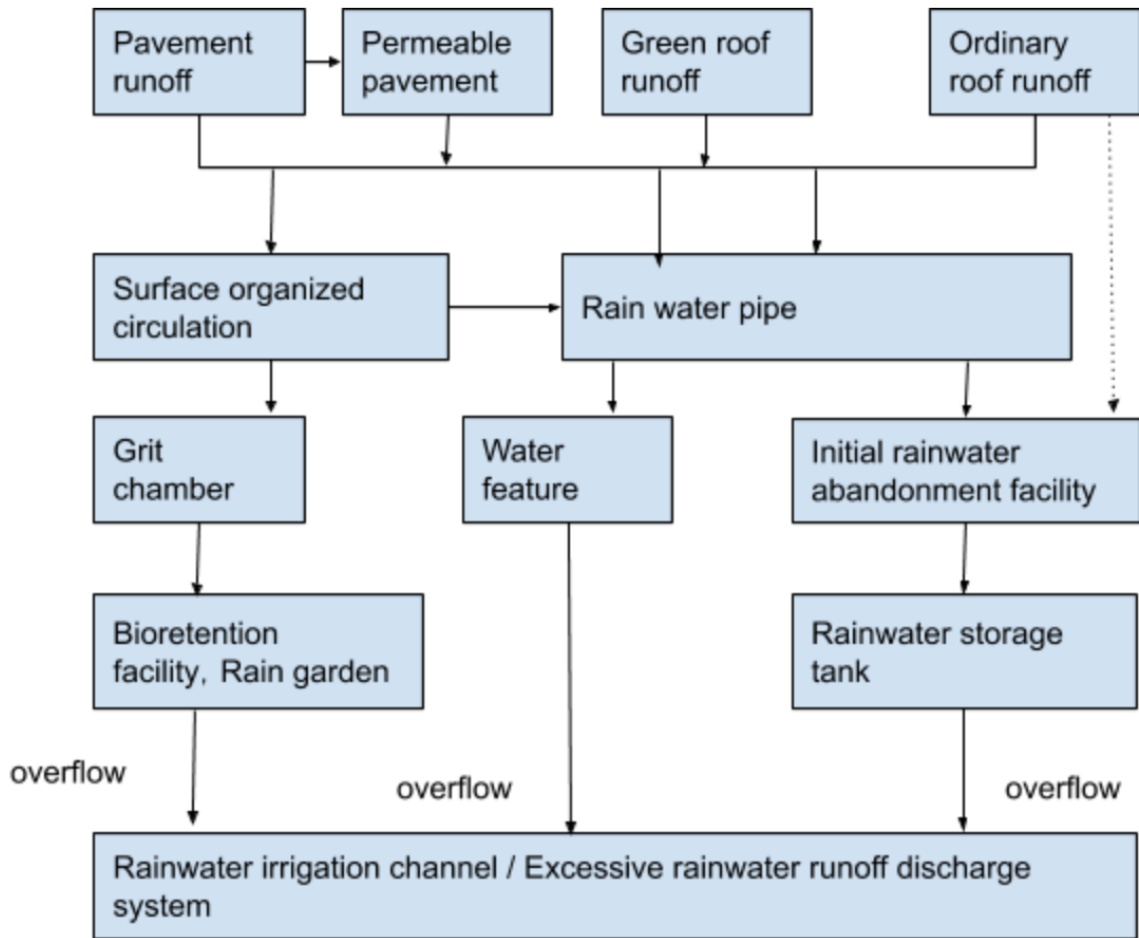 Pavement
runoff
Permeable
pavement
Green roof
runoff
Ordinary
roof runoff
Surface organized
circulation
Rain water pipe
Grit
chamber
Water
feature
Initial rainwater
abandonment facility
Bioretention
facility, Rain garden
Rainwater storage
tank
overflow
overflow
overflow
Rainwater irrigation channel / Excessive rainwater runoff discharge
system